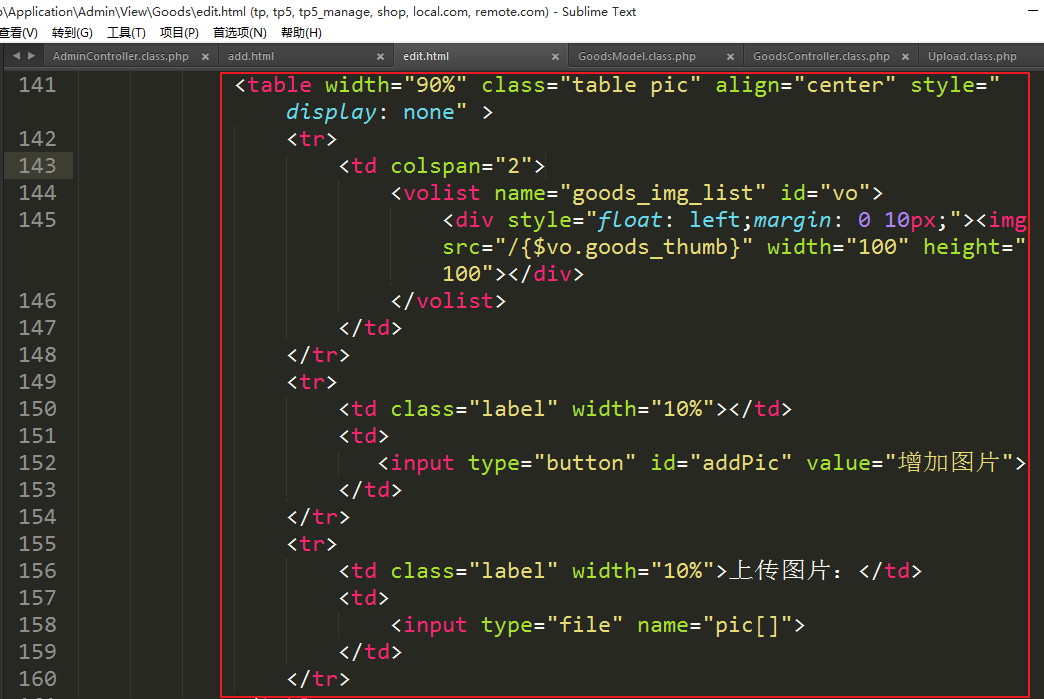 o\Application\Admin\View\Goods\edit.html (tp, tp5, tp5_manage, shop, local.com, remote.com) - Sublime Text
查看(V) 转到(G) 工具(T) 项目(P) 首选项(N) 帮助(H)
AdminController.class.php × add.html × edit.html × GoodsModel.class.php × GoodsController.class.php × Upload.class.php
141 <table width="90%" class="table pic" align="center" style="
display: none" >
142 <tr>
143 <td colspan="2">
144 <volist name="goods_img_list" id="vo">
145 <div style="float: left;margin: 0 10px;"><img
src="/{$vo.goods_thumb}" width="100" height="
100"></div>
146 </volist>
147 </td>
148 </tr>
149 <tr>
150 <td class="label" width="10%"></td>
151 <td>
152 <input type="button" id="addPic" value="增加图片">
153 </td>
154 </tr>
155 <tr>
156 <td class="label" width="10%">上传图片：</td>
157 <td>
158 <input type="file" name="pic[]">
159 </td>
160 </tr>